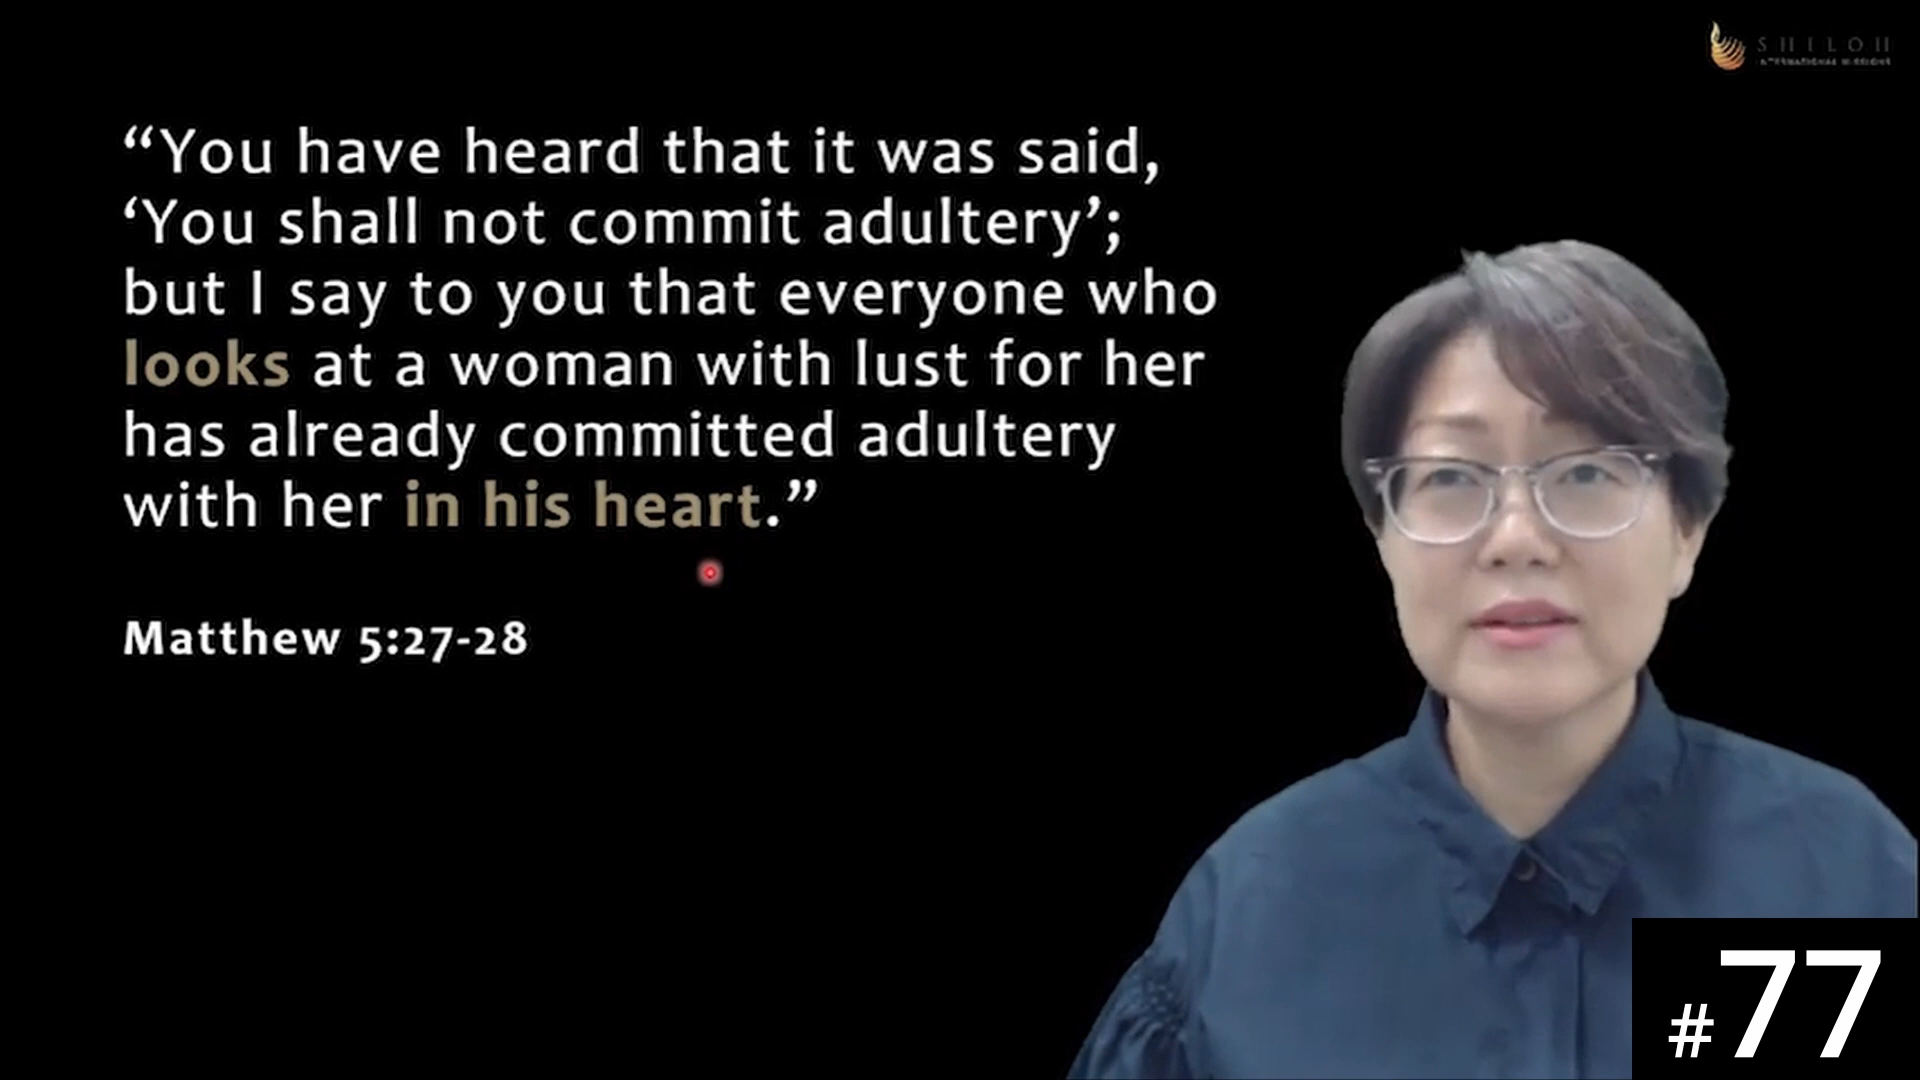 SHILOH
INTERNATIONAL MISSIONS
“You have heard that it was said,
‘You shall not commit adultery’;
but I say to you that everyone who
looks at a woman with lust for her
has already committed adultery
with her in his heart.”
Matthew 5:27-28
#77